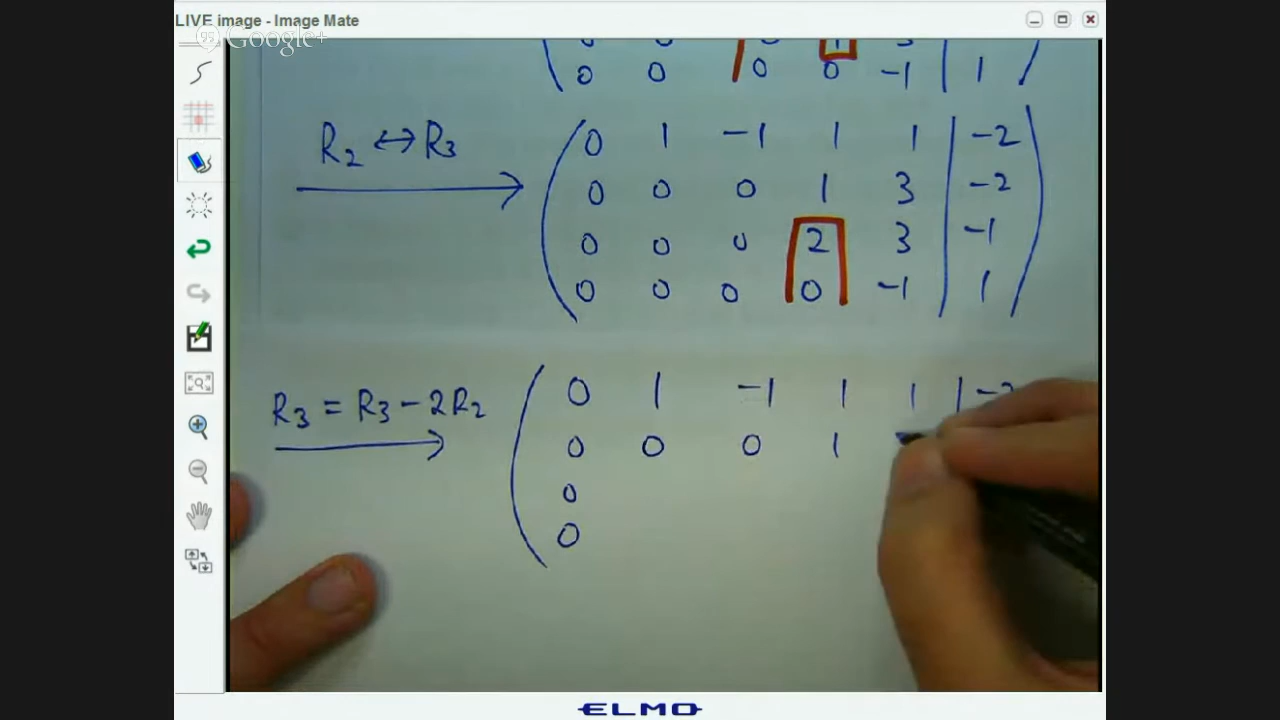 LIVE image - Image Mate
Google+
0 0 0 0 -1 | 1
R2 ↔ R3
0 1 -1 1 1 | -2
0 0 0 1 3 | -2
0 0 0 2 3 | -1
0 0 0 0 -1 | 1
R3 = R3 - 2R2
0 1 -1 1 1 | -2
0 0 0 1
0
0
ELMO